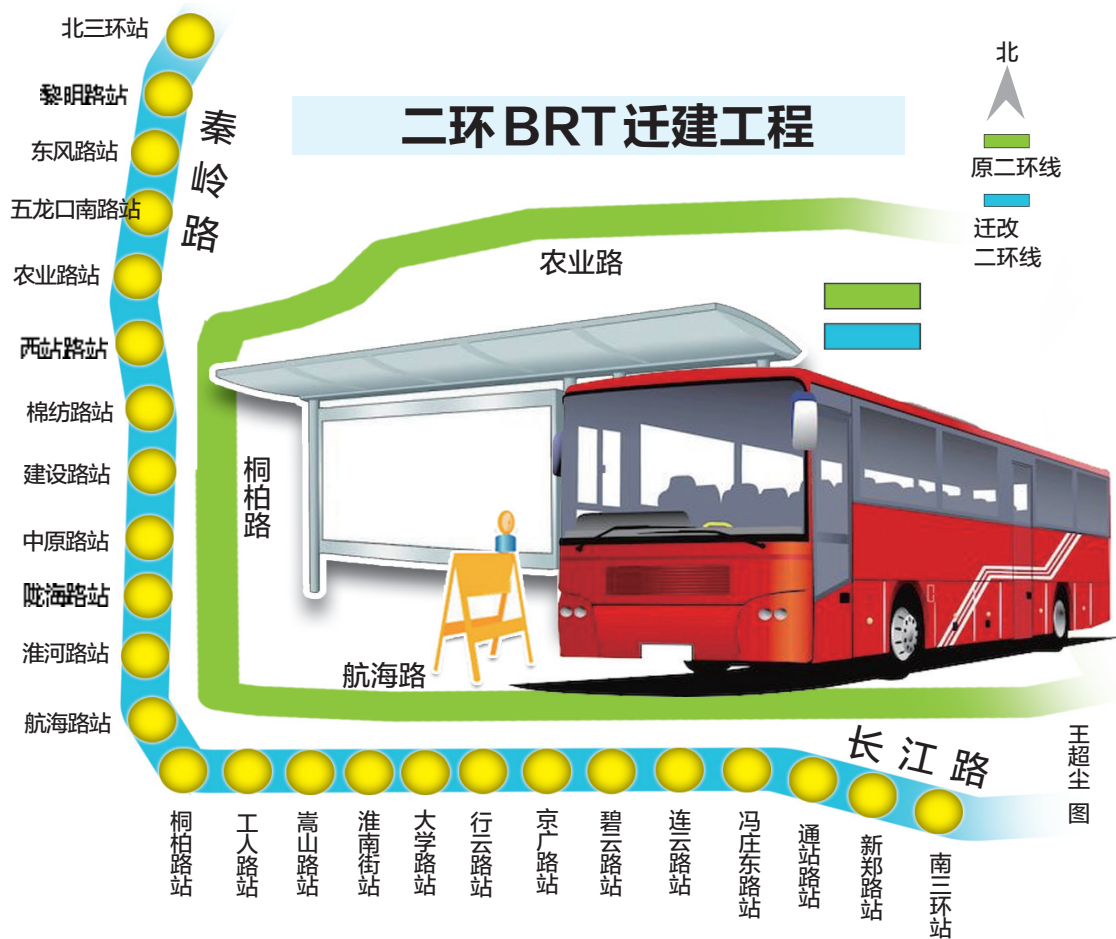 二环BRT迁建工程
北
原二环线
迁改
二环线
北三环站
黎明路站
东风路站
五龙口南路站
农业路站
西站路站
棉纺路站
建设路站
中原路站
陇海路站
淮河路站
航海路站
秦岭路
农业路
桐柏路
航海路
长江路
桐柏路站
工人路站
嵩山路站
淮南街站
大学路站
行云路站
京广路站
碧云路站
连云路站
冯庄东路站
通站路站
新郑路站
南三环站
王超尘 图